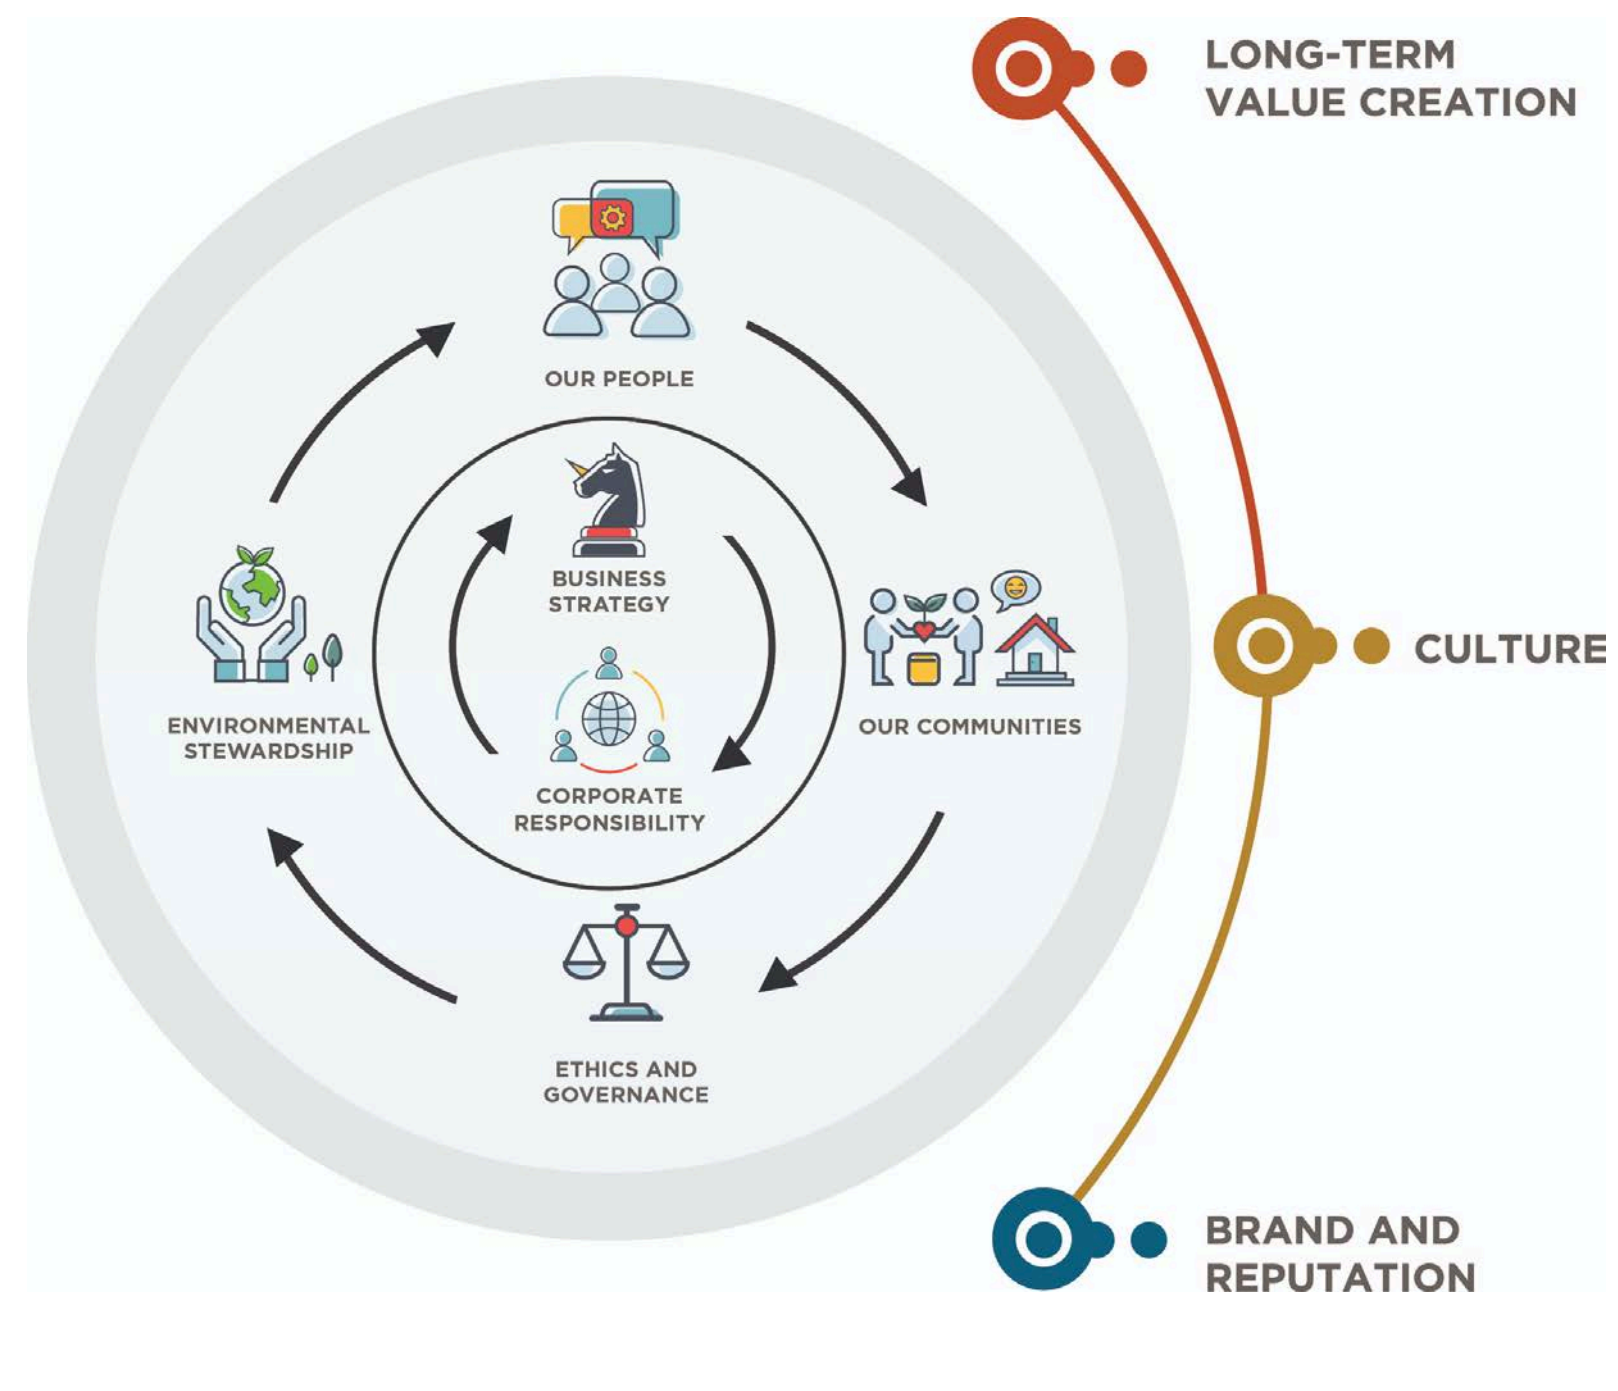 LONG-TERM
VALUE CREATION
OUR PEOPLE
BUSINESS
STRATEGY
CULTURE
ENVIRONMENTAL
STEWARDSHIP
OUR COMMUNITIES
CORPORATE
RESPONSIBILITY
ETHICS AND
GOVERNANCE
BRAND AND
REPUTATION